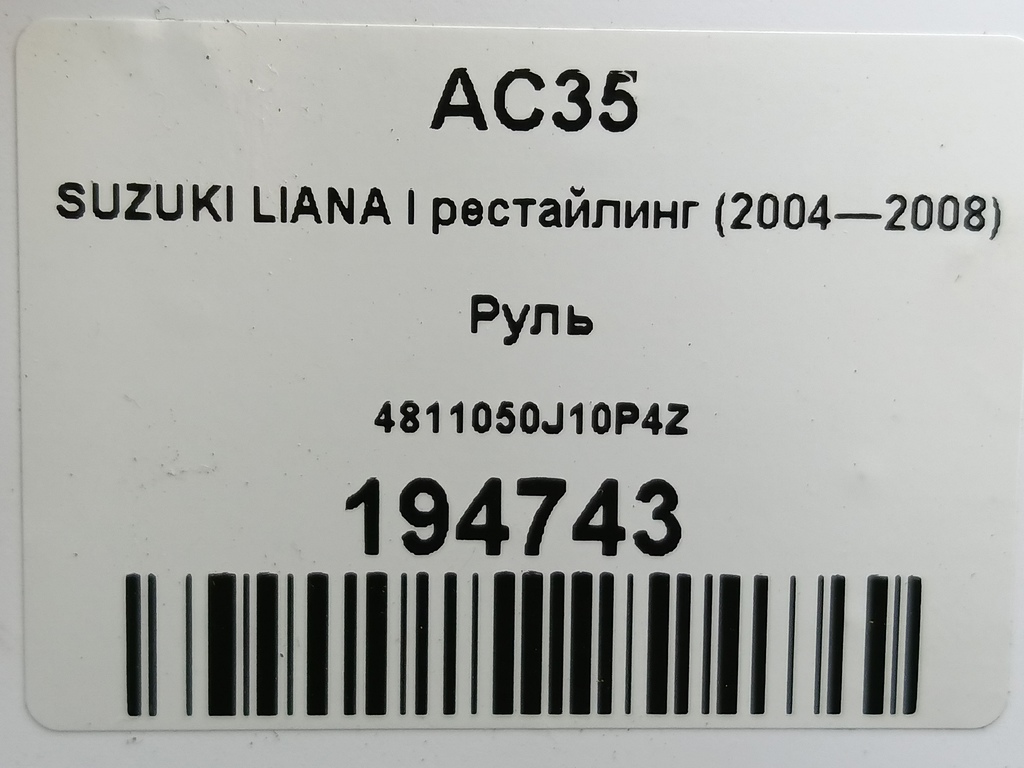 AC35
SUZUKI LIANA I рестайлинг (2004—2008)
Руль
4811050J10P4Z
194743